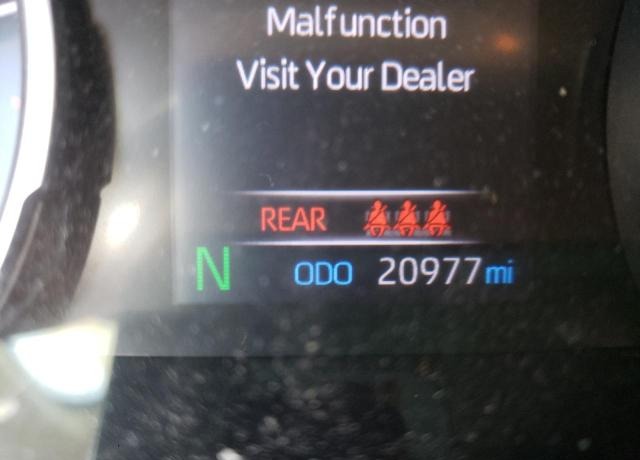 Malfunction
Visit Your Dealer
REAR
N ODO 20977 mi